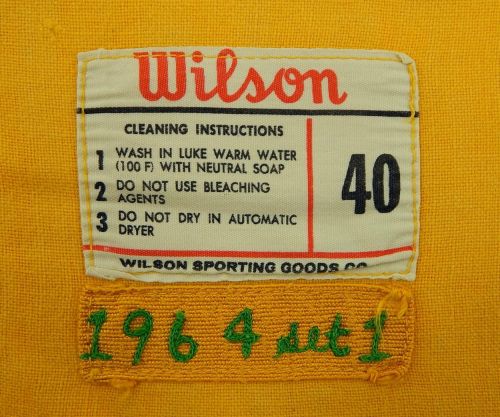 Wilson
CLEANING INSTRUCTIONS
1 WASH IN LUKE WARM WATER
(100 F) WITH NEUTRAL SOAP
2 DO NOT USE BLEACHING
AGENTS
3 DO NOT DRY IN AUTOMATIC
DRYER
40
WILSON SPORTING GOODS CO.
1964 set 1